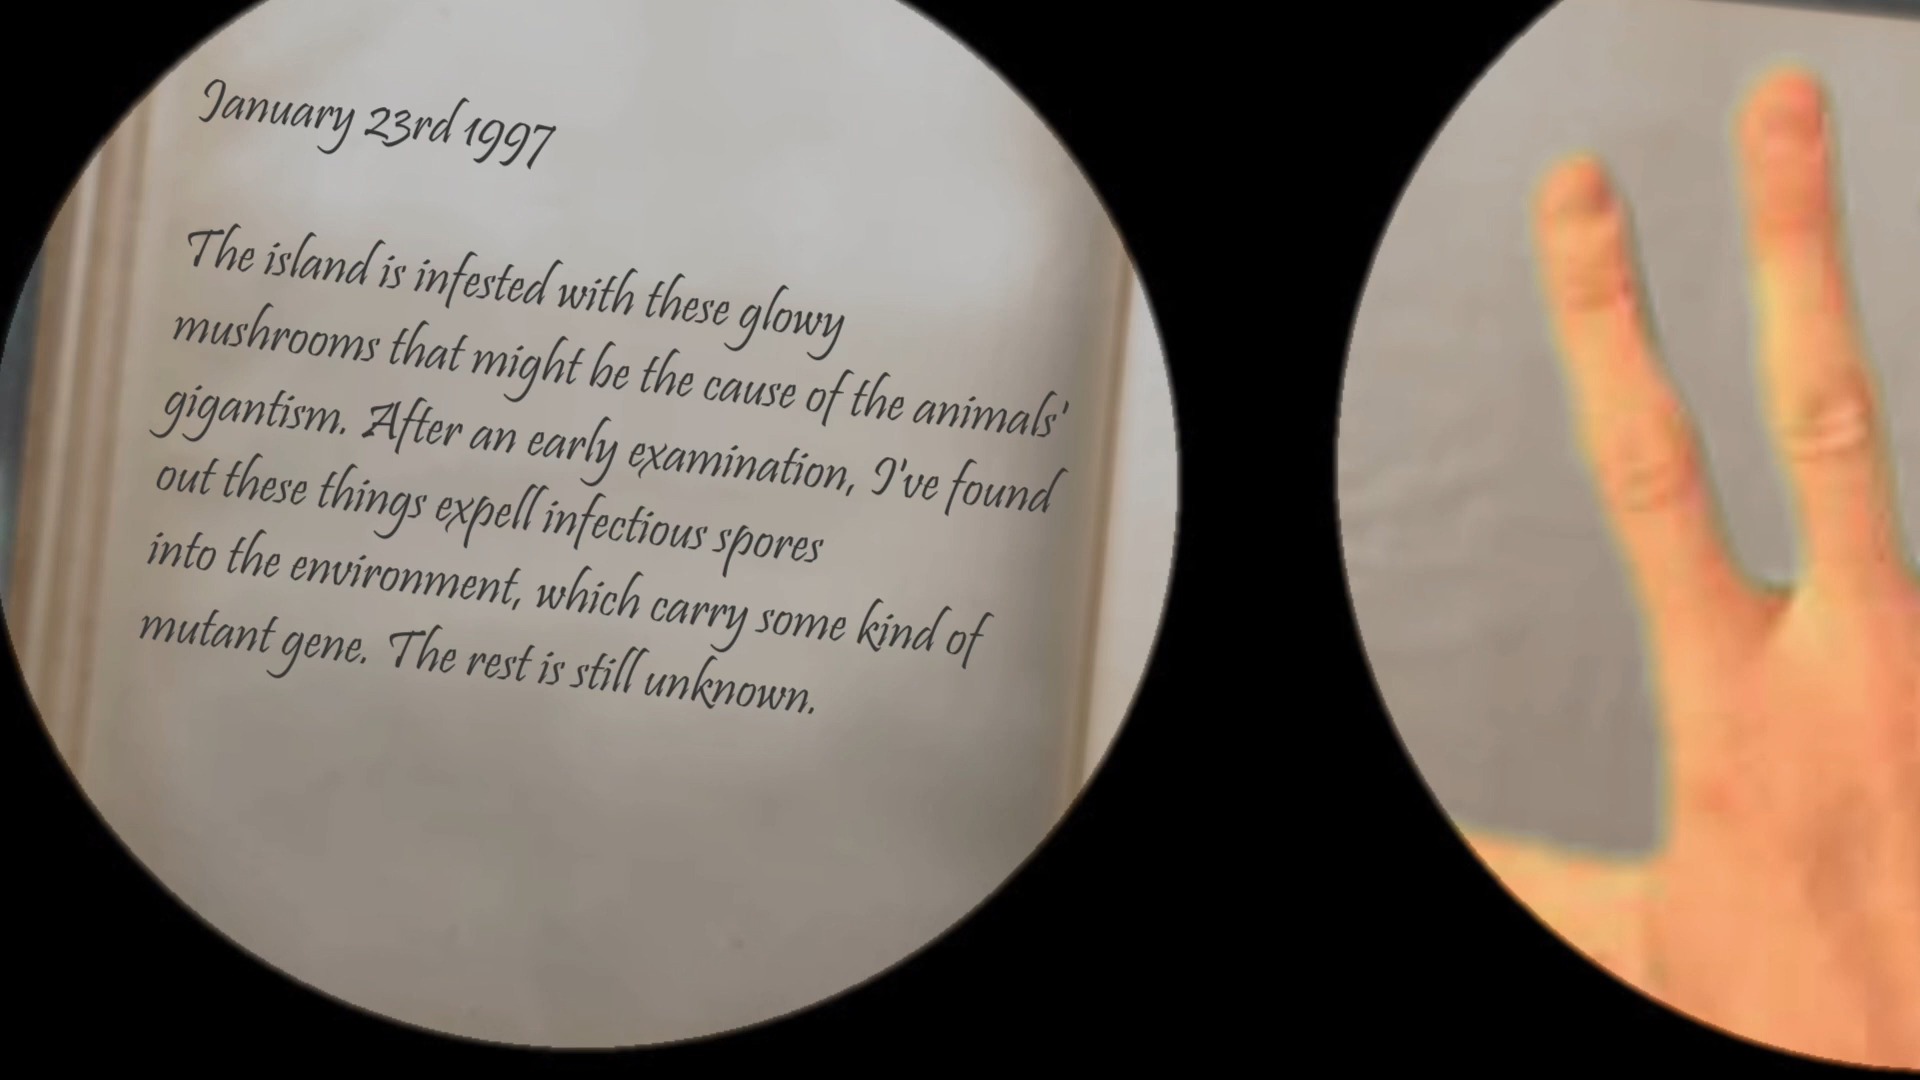 January 23rd 1997
The island is infested with these glowy
mushrooms that might be the cause of the animals'
gigantism. After an early examination, I've found
out these things expell infectious spores
into the environment, which carry some kind of
mutant gene. The rest is still unknown.